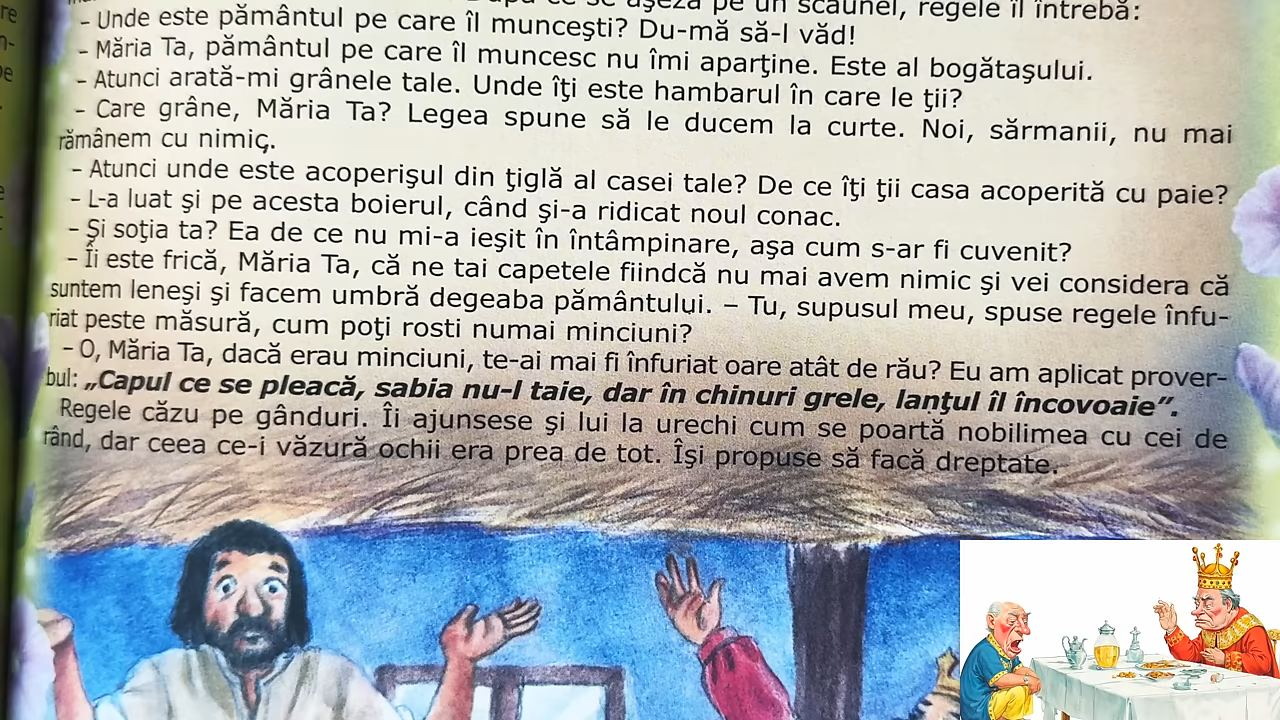 pe un scăunel, regele îl întrebă:
– Unde este pământul pe care îl munceşti? Du-mă să-l văd!
– Măria Ta, pământul pe care îl muncesc nu îmi aparţine. Este al bogătaşului.
– Atunci arată-mi grânele tale. Unde îţi este hambarul în care le ţii?
– Care grâne, Măria Ta? Legea spune să le ducem la curte. Noi, sărmanii, nu mai
rămânem cu nimic.
– Atunci unde este acoperişul din ţiglă al casei tale? De ce îţi ţii casa acoperită cu paie?
– L-a luat şi pe acesta boierul, când şi-a ridicat noul conac.
– Şi soţia ta? Ea de ce nu mi-a ieşit în întâmpinare, aşa cum s-ar fi cuvenit?
– Îi este frică, Măria Ta, că ne tai capetele fiindcă nu mai avem nimic şi vei considera că
suntem leneşi şi facem umbră degeaba pământului. – Tu, supusul meu, spuse regele înfu-
riat peste măsură, cum poţi rosti numai minciuni?
– O, Măria Ta, dacă erau minciuni, te-ai mai fi înfuriat oare atât de rău? Eu am aplicat prover-
bul: „Capul ce se pleacă, sabia nu-l taie, dar în chinuri grele, lanţul îl încovoaie”.
Regele căzu pe gânduri. Îi ajunsese şi lui la urechi cum se poartă nobilimea cu cei de
rând, dar ceea ce-i văzură ochii era prea de tot. Îşi propuse să facă dreptate.